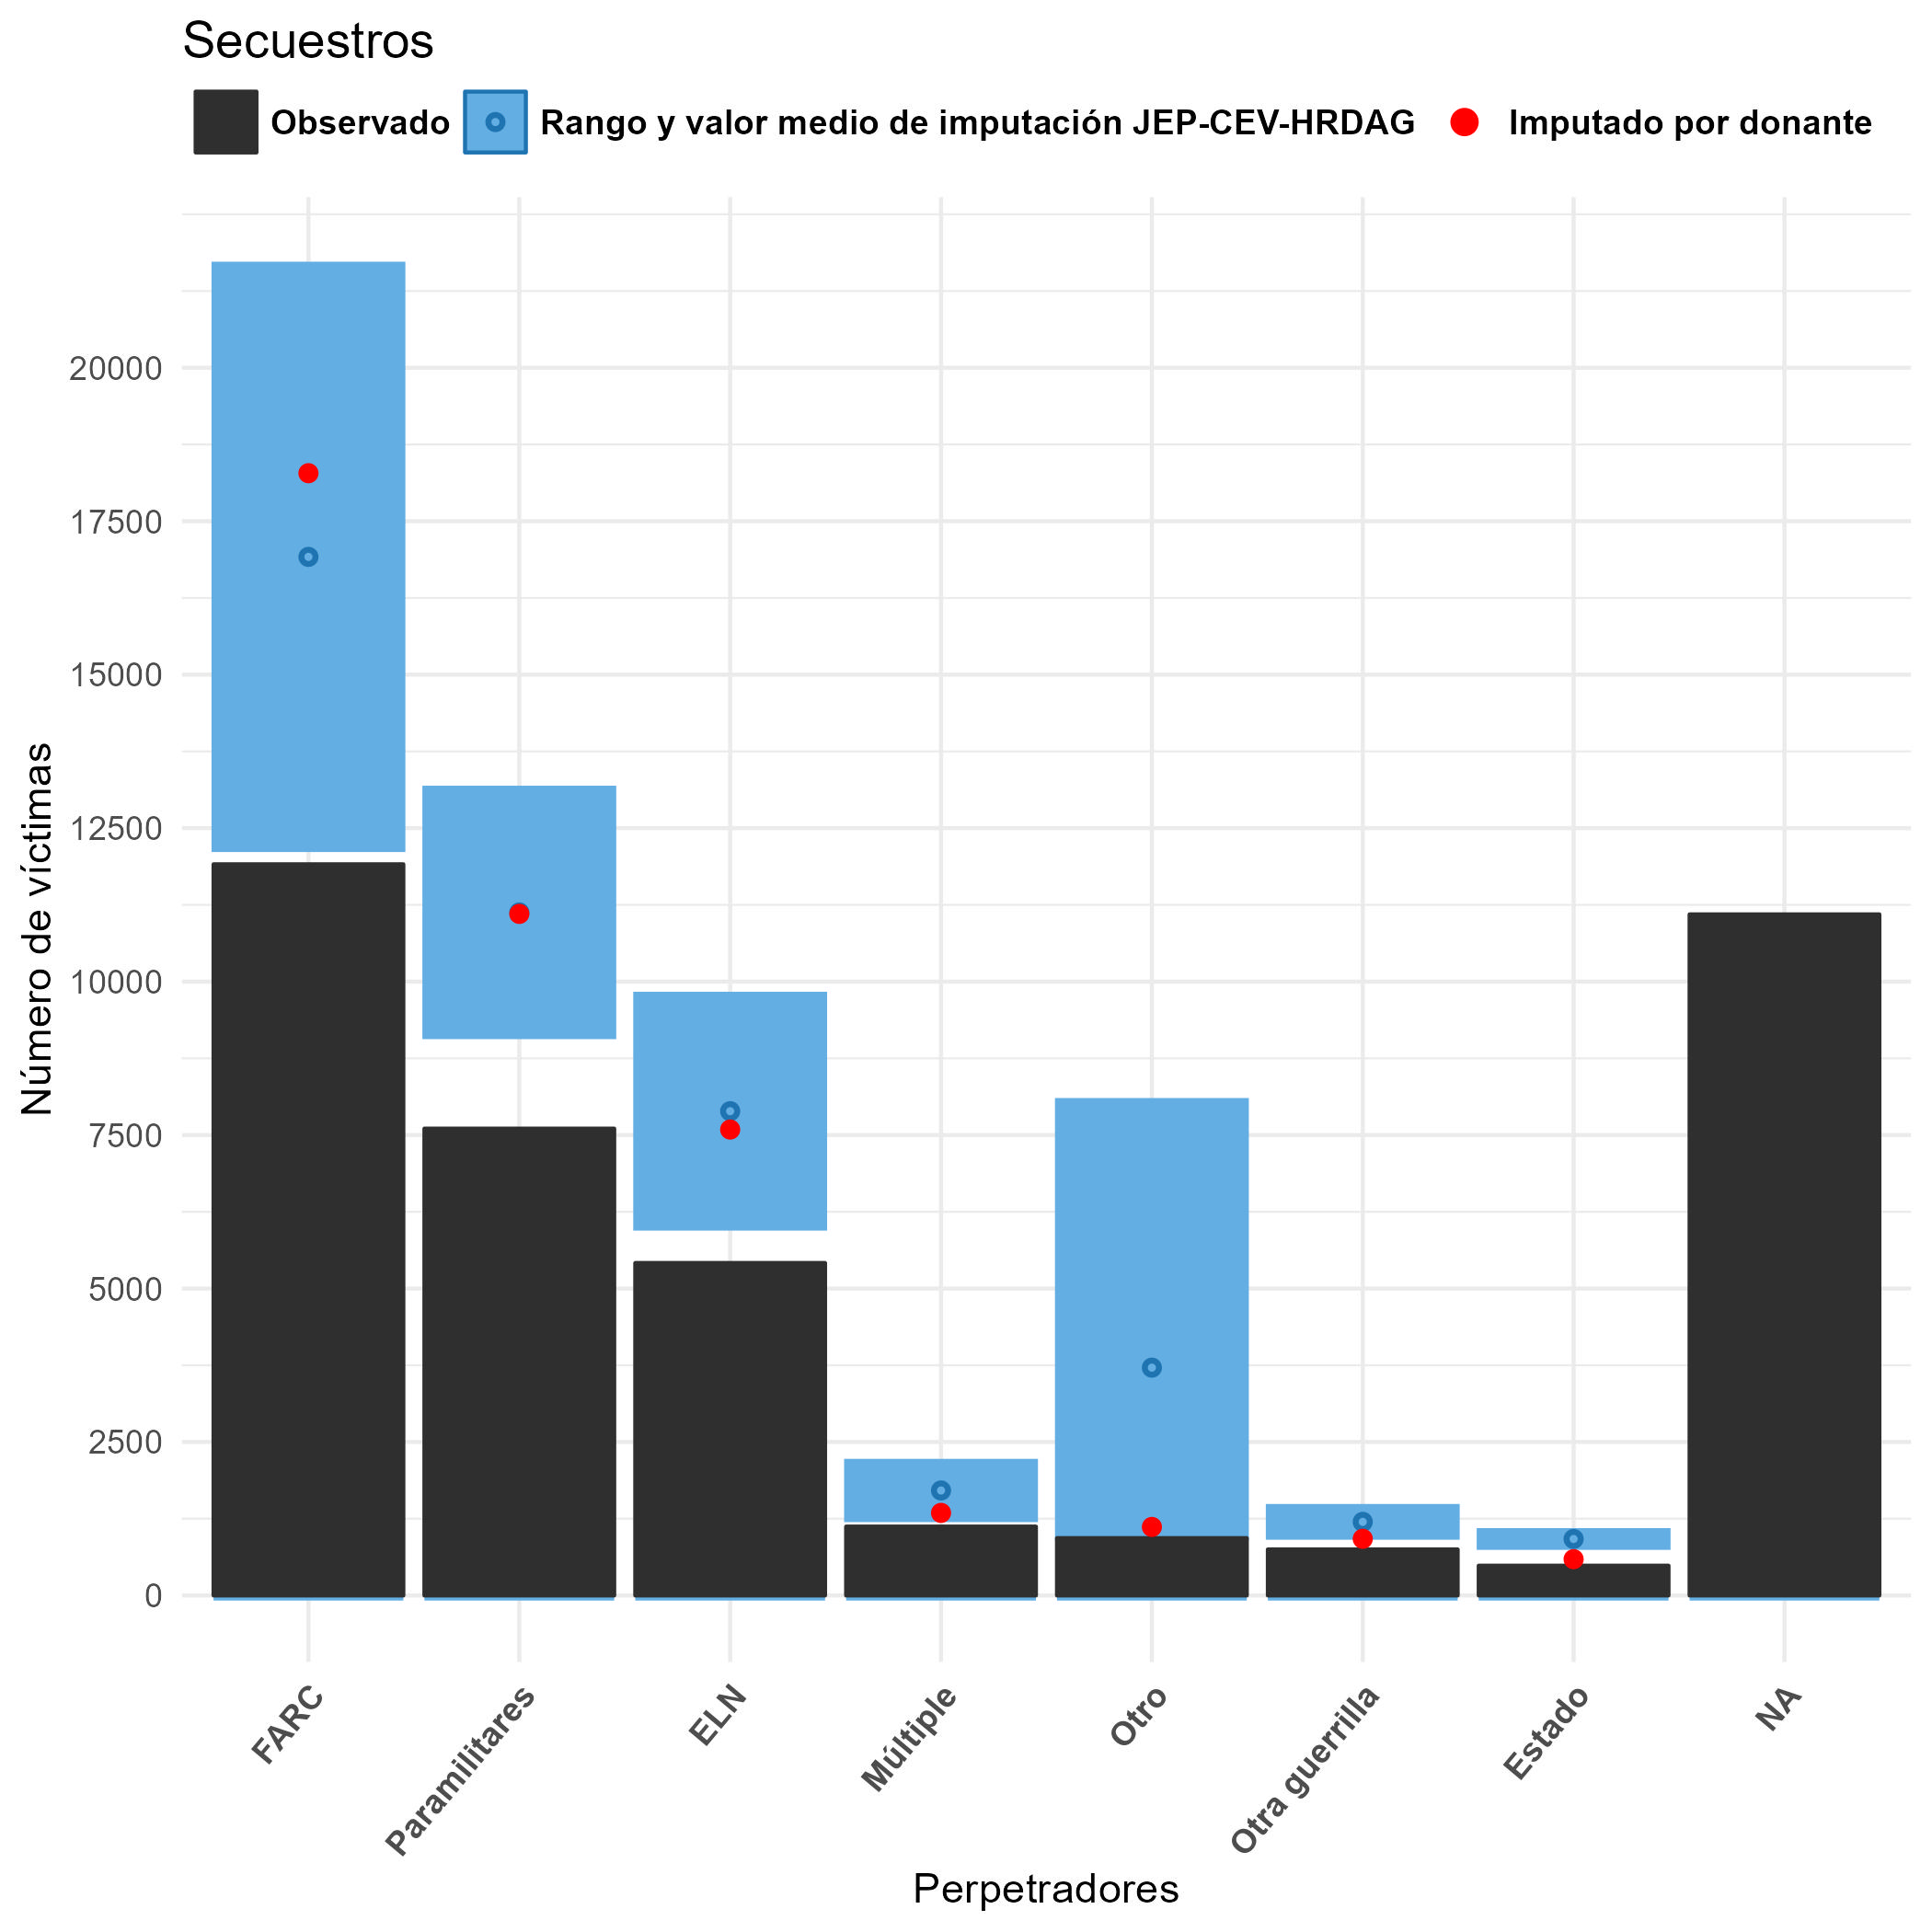 Secuestros
Observado Rango y valor medio de imputación JEP-CEV-HRDAG Imputado por donante
Número de víctimas
20000
17500
15000
12500
10000
7500
5000
2500
0
FARC Paramilitares ELN Múltiple Otro Otra guerrilla Estado NA
Perpetradores